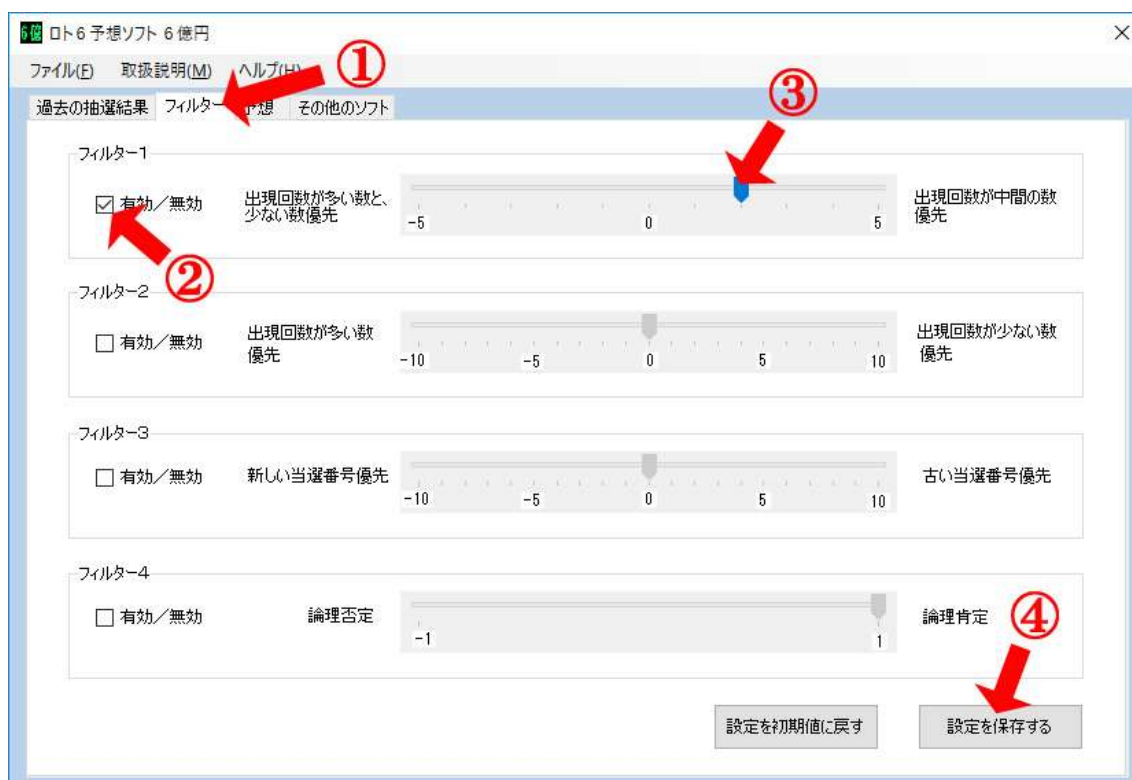 6億 ロト6予想ソフト 6億円
ファイル(F) 取扱説明(M) ヘルプ(H)
①
過去の抽選結果 フィルター 予想 その他のソフト
③
フィルター1
有効／無効
出現回数が多い数と、
少ない数優先
-5 0 5
出現回数が中間の数
優先
②
フィルター2
有効／無効
出現回数が多い数
優先
-10 -5 0 5 10
出現回数が少ない数
優先
フィルター3
有効／無効
新しい当選番号優先
-10 -5 0 5 10
古い当選番号優先
フィルター4
有効／無効
論理否定
-1 1
論理肯定
④
設定を初期値に戻す 設定を保存する